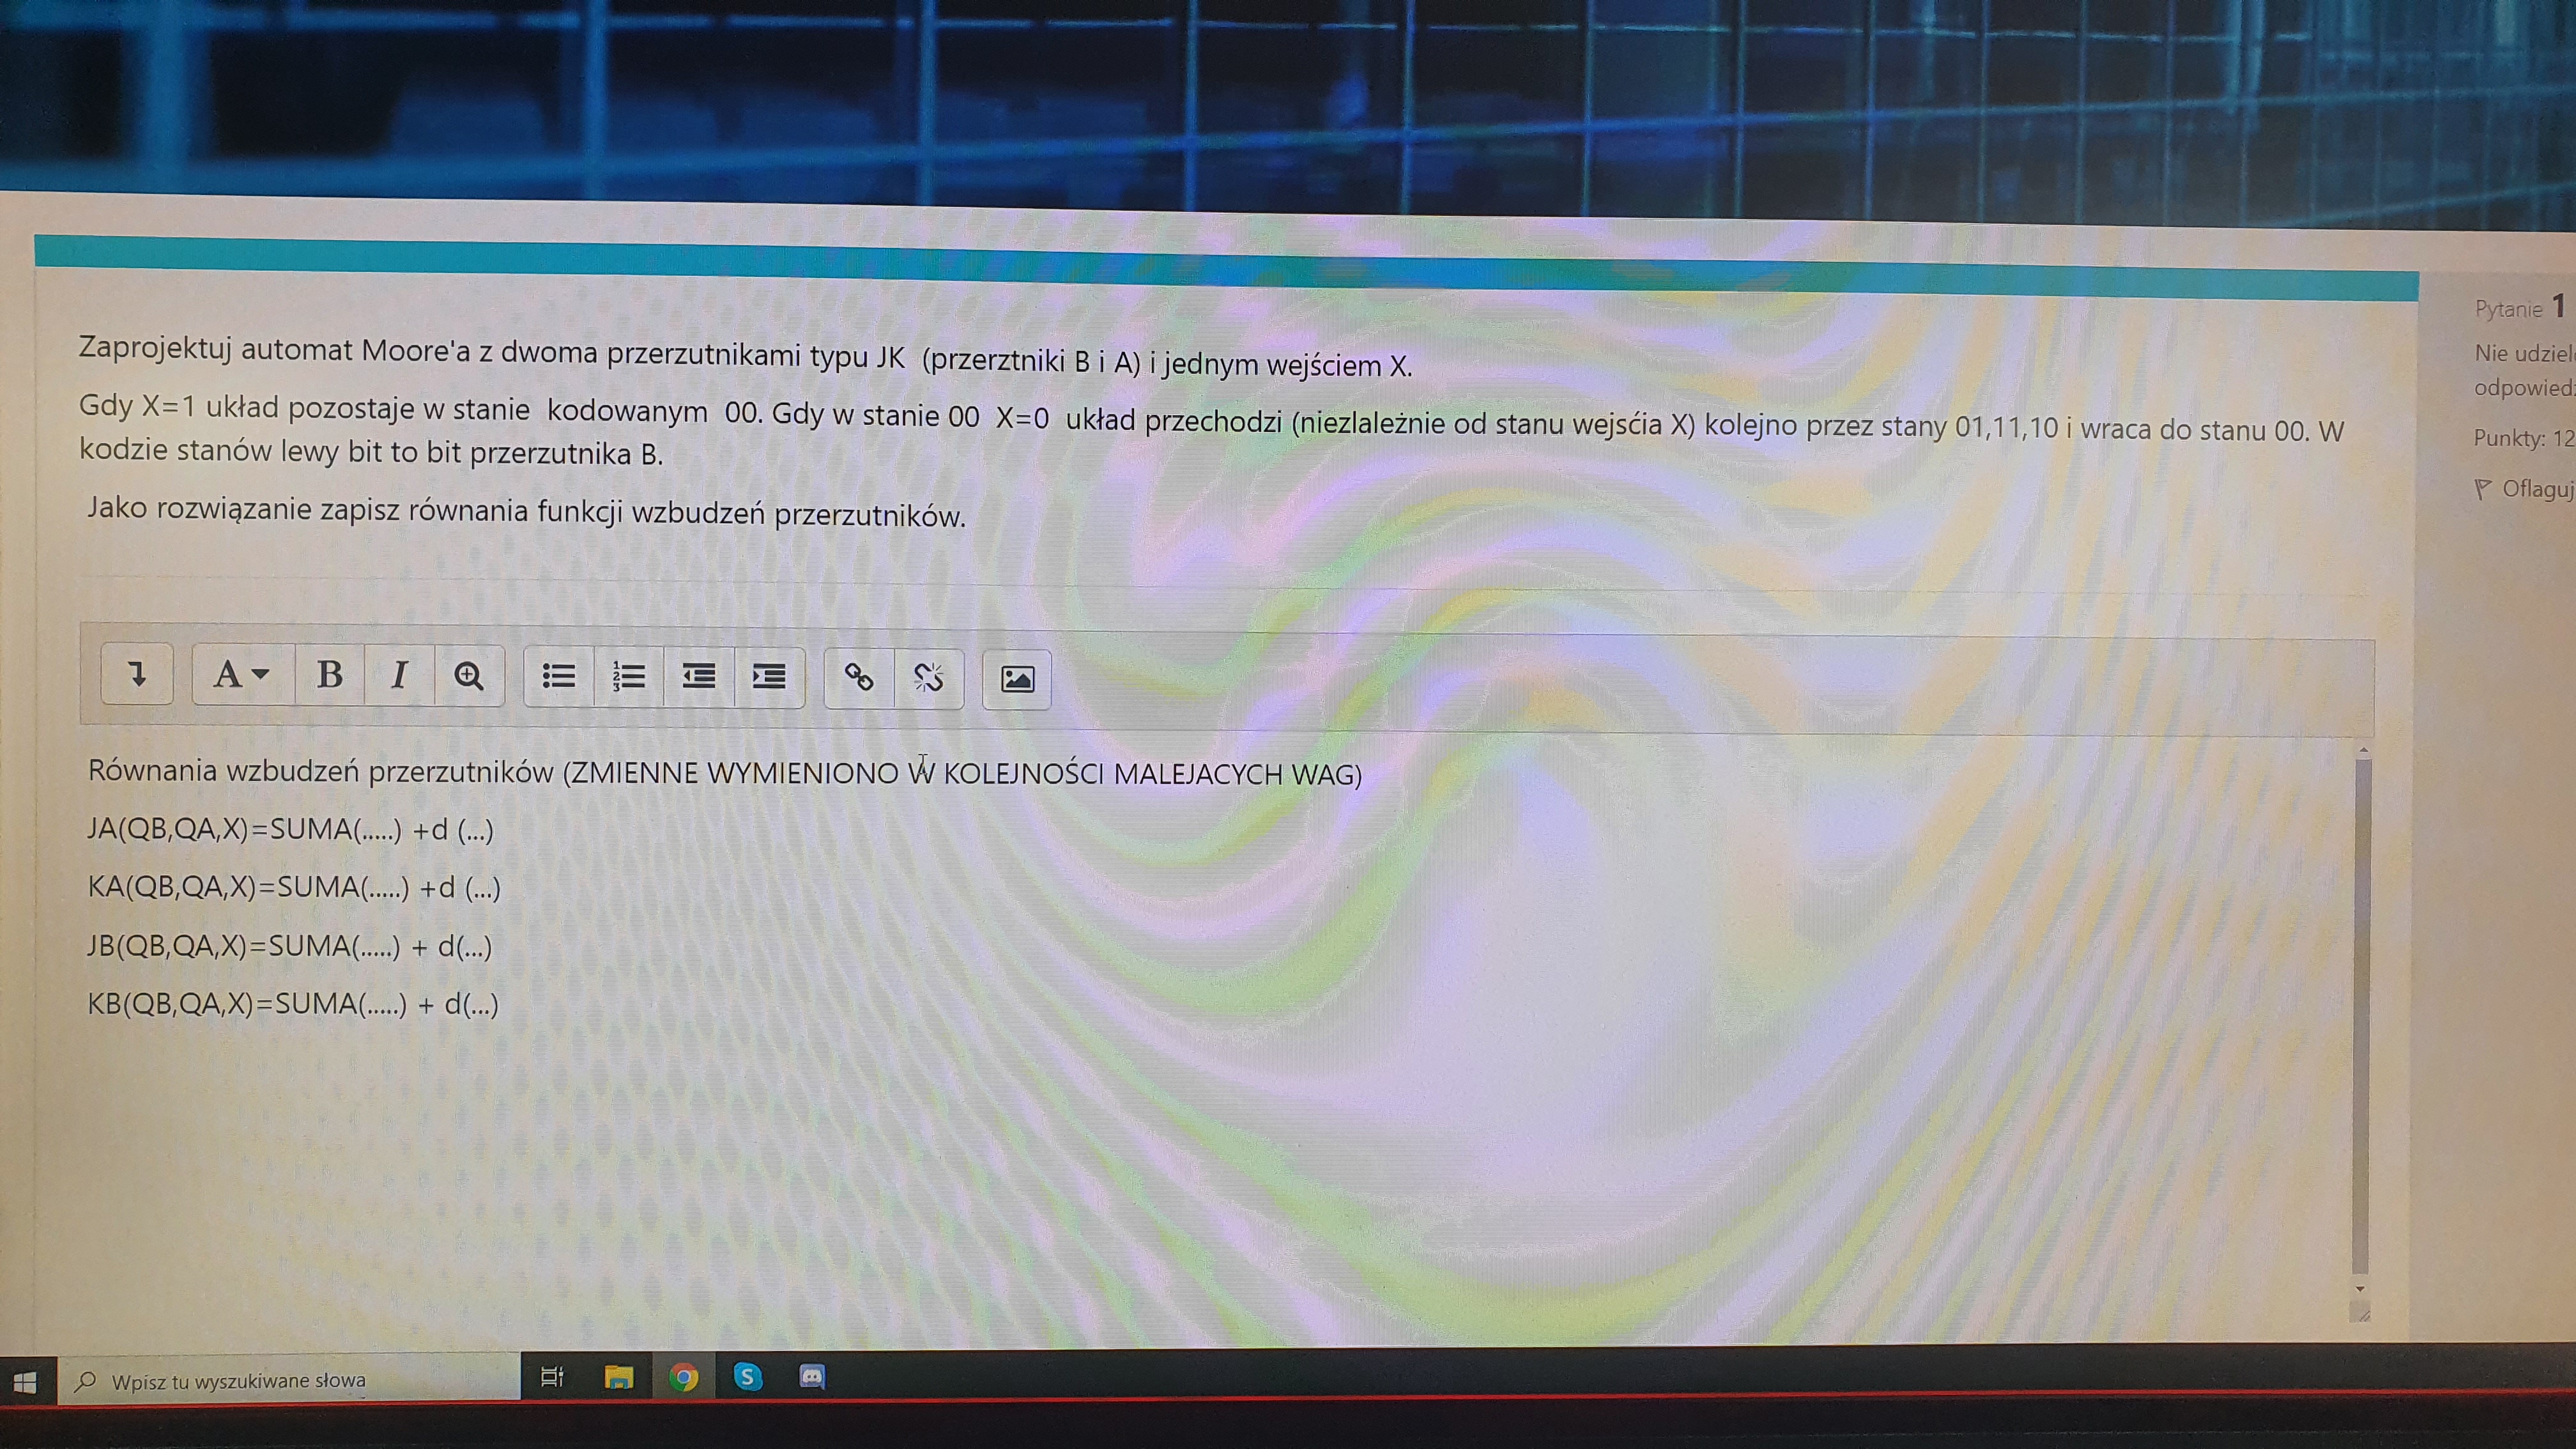 Zaprojektuj automat Moore'a z dwoma przerzutnikami typu JK (przerztniki B i A) i jednym wejściem X.
Gdy X=1 układ pozostaje w stanie kodowanym 00. Gdy w stanie 00 X=0 układ przechodzi (niezlależnie od stanu wejsćia X) kolejno przez stany 01,11,10 i wraca do stanu 00. W
kodzie stanów lewy bit to bit przerzutnika B.
Jako rozwiązanie zapisz równania funkcji wzbudzeń przerzutników.
Pytanie 1
Nie udziel
odpowied
Punkty: 12
Oflaguj
A B I
Równania wzbudzeń przerzutników (ZMIENNE WYMIENIONO W KOLEJNOŚCI MALEJACYCH WAG)
JA(QB,QA,X)=SUMA(.....) +d (...)
KA(QB,QA,X)=SUMA(.....) +d (...)
JB(QB,QA,X)=SUMA(.....) + d(...)
KB(QB,QA,X)=SUMA(.....) + d(...)
Wpisz tu wyszukiwane słowa